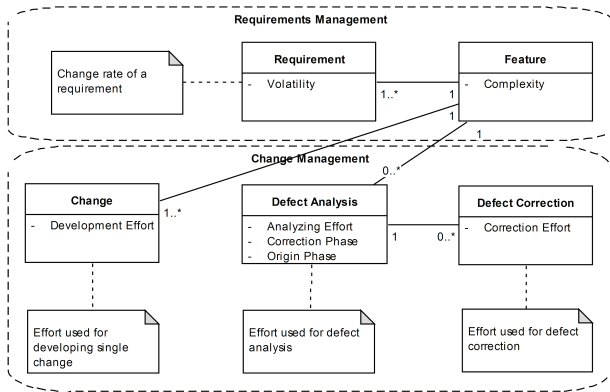 Requirements Management
Change rate of a
requirement
Requirement
- Volatility
1..*
Feature
- Complexity
1
1
1
Change Management
0..*
Change
- Development Effort
1..*
Defect Analysis
- Analyzing Effort
- Correction Phase
- Origin Phase
1
0..*
Defect Correction
- Correction Effort
Effort used for
developing single
change
Effort used for defect
analysis
Effort used for defect
correction